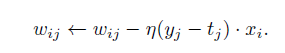 w_{ij} ← w_{ij} − η(y_j − t_j) · x_i.